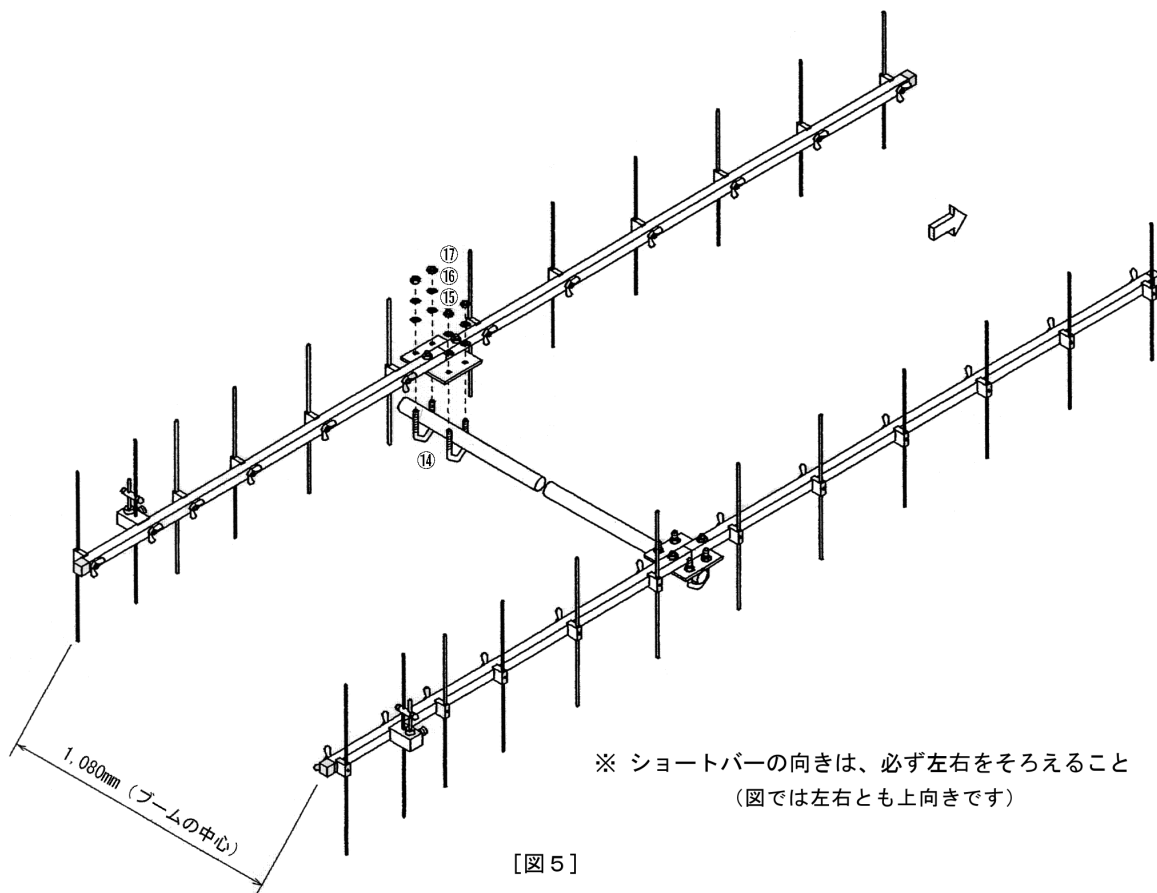 ⑰
⑯
⑮
⑭
1,080mm (ブームの中心)
※ ショートバーの向きは、必ず左右をそろえること
(図では左右とも上向きです)
[図5]